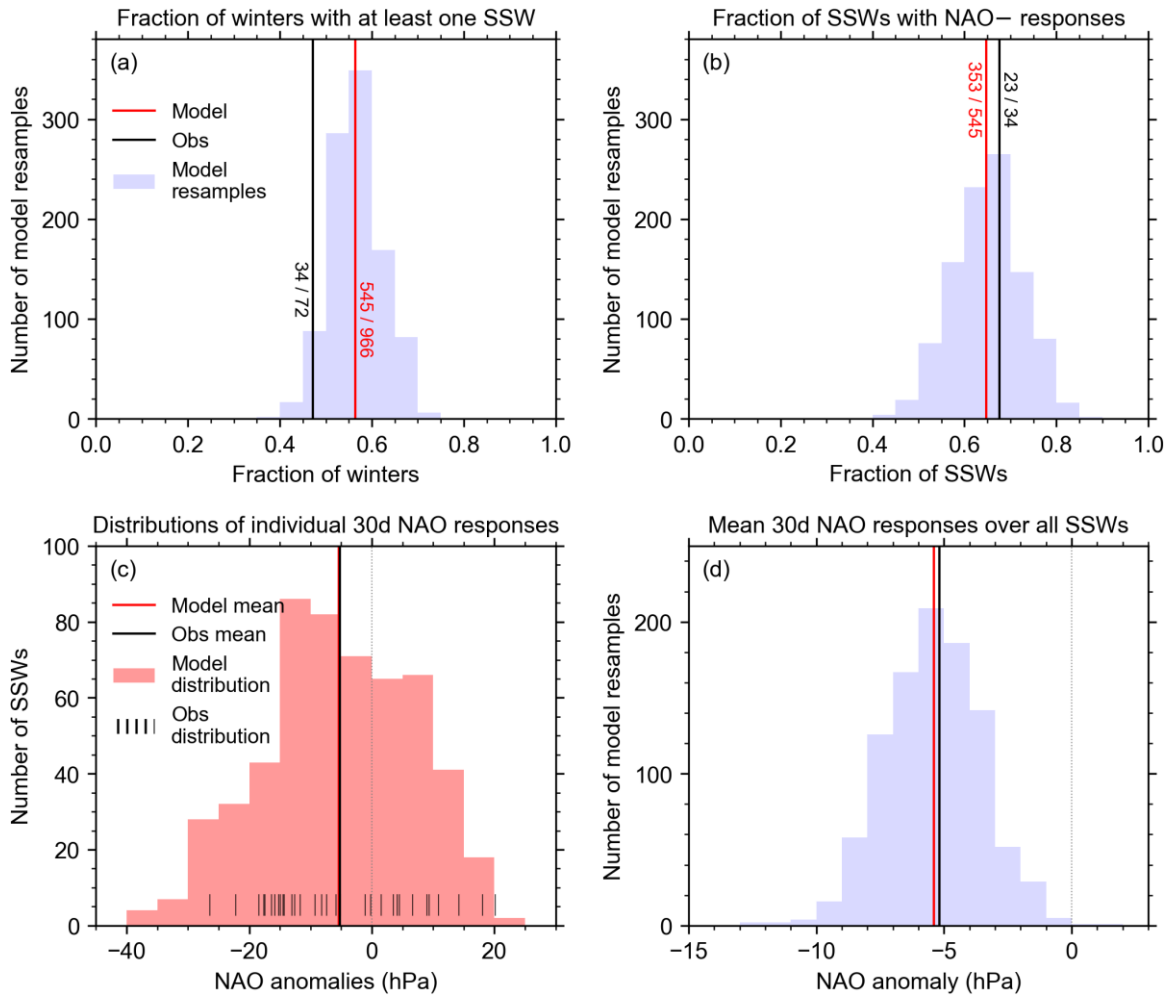 Fraction of winters with at least one SSW
(a)
Model
Obs
Model
resamples
34 / 72
545 / 966
Number of model resamples
0
100
200
300
0.0
0.2
0.4
0.6
0.8
1.0
Fraction of winters
Fraction of SSWs with NAO− responses
(b)
353 / 545
23 / 34
Number of model resamples
0
100
200
300
0.0
0.2
0.4
0.6
0.8
1.0
Fraction of SSWs
Distributions of individual 30d NAO responses
(c)
Model mean
Obs mean
Model
distribution
Obs
distribution
Number of SSWs
0
20
40
60
80
100
−40
−20
0
20
NAO anomalies (hPa)
Mean 30d NAO responses over all SSWs
(d)
Number of model resamples
0
100
200
−15
−10
−5
0
NAO anomaly (hPa)